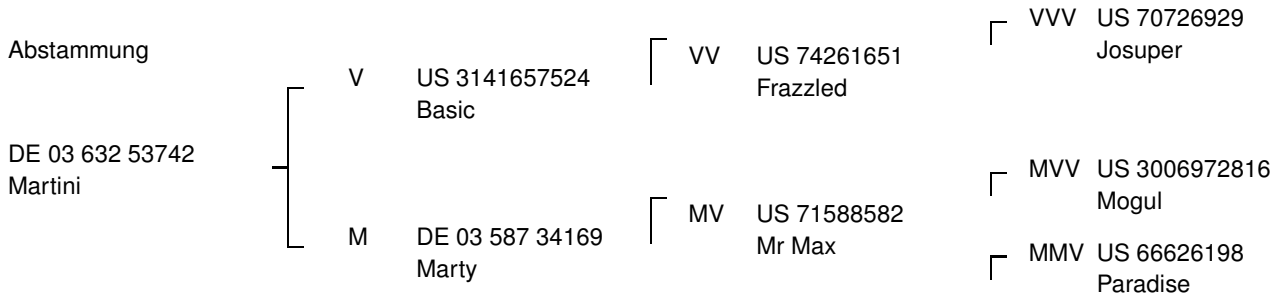 Abstammung
DE 03 632 53742
Martini
V US 3141657524
Basic
M DE 03 587 34169
Marty
VV US 74261651
Frazzled
MV US 71588582
Mr Max
VVV US 70726929
Josuper
MVV US 3006972816
Mogul
MMV US 66626198
Paradise